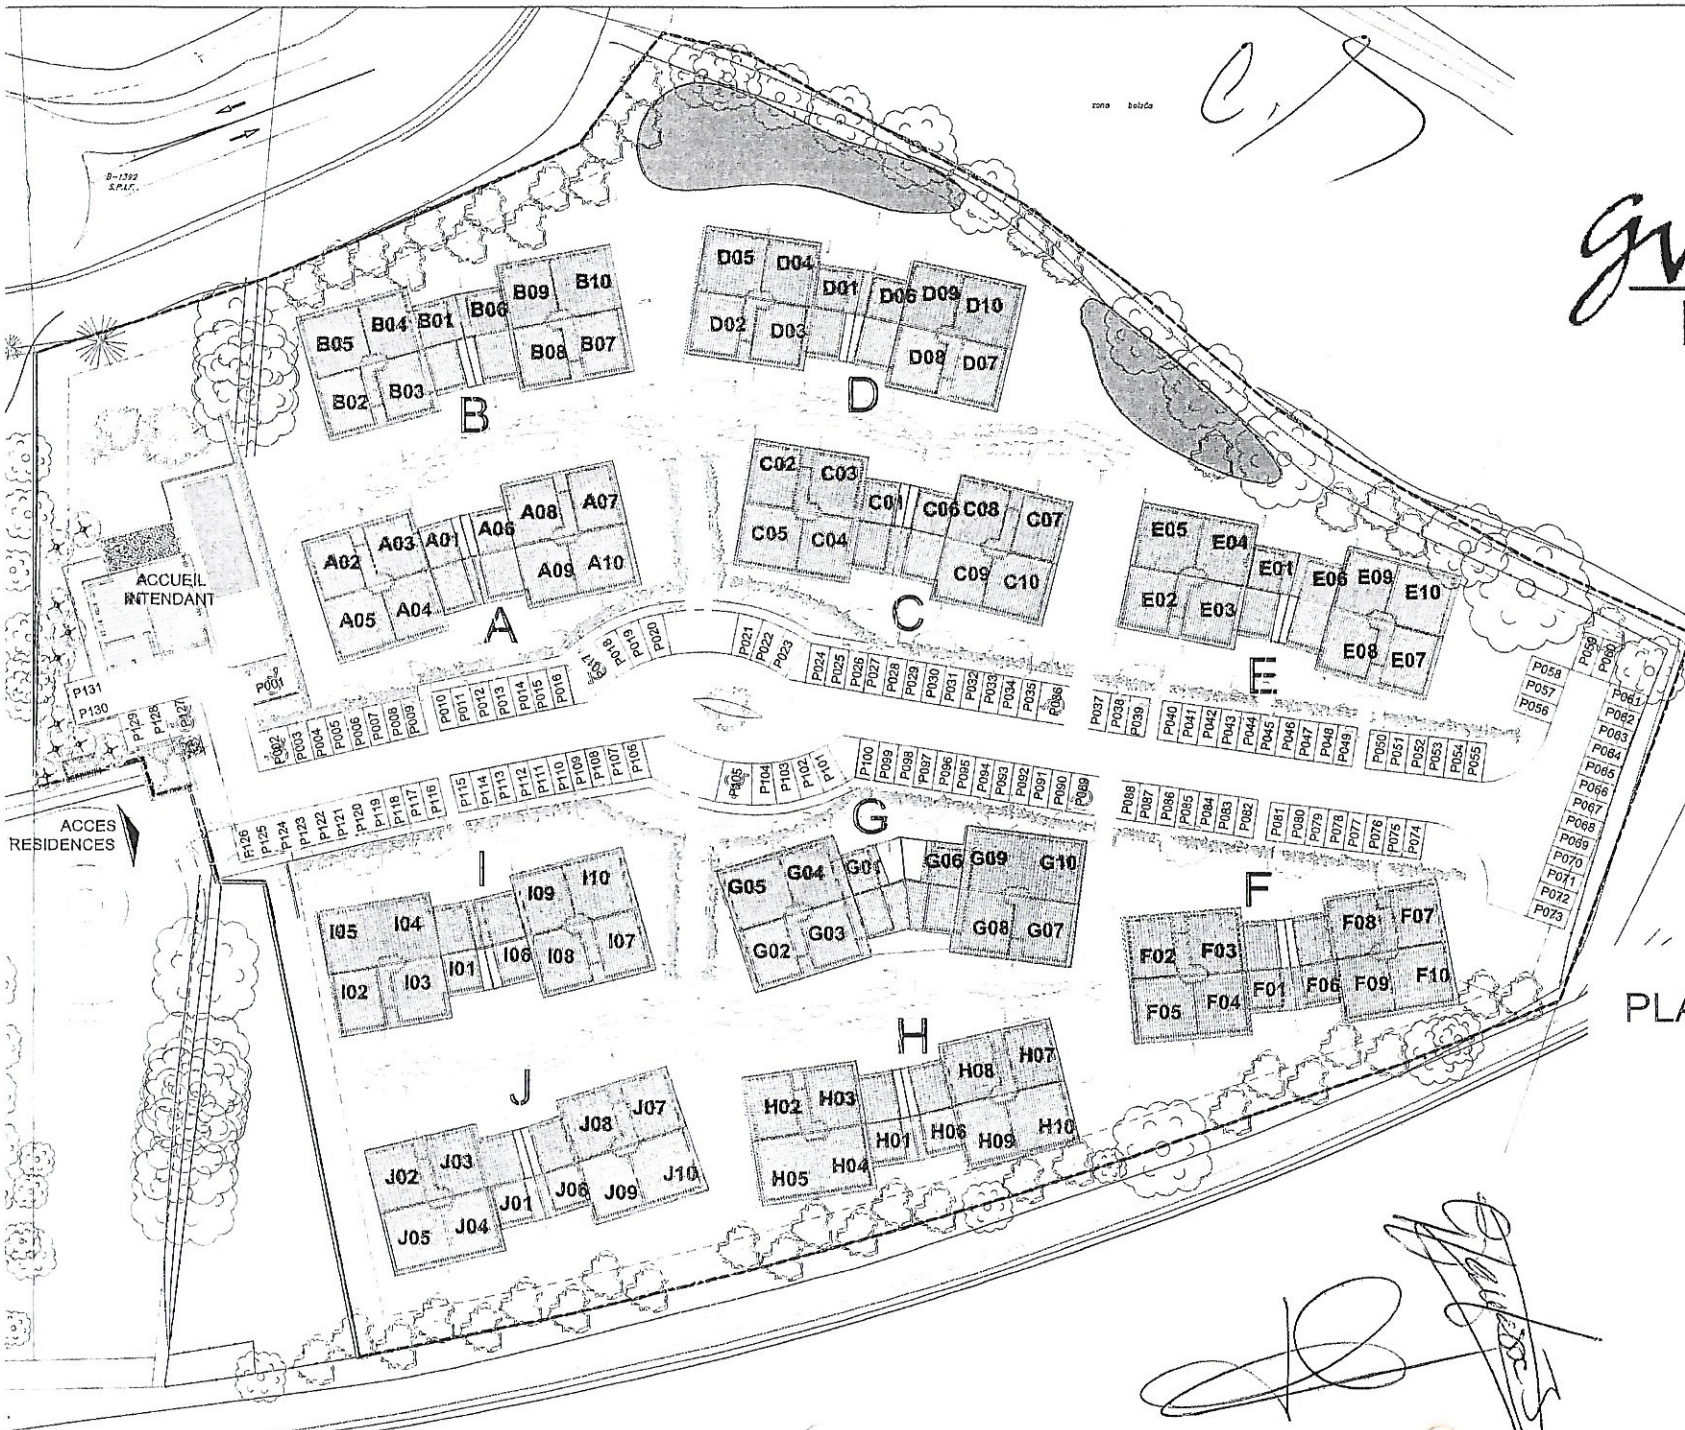 zone boisée
B-1392
S.P.I.F.
B05 B04 B01 B06 B09 B10
B02 B03 B08 B07
B
D05 D04 D01 D06 D09 D10
D02 D03 D08 D07
D
A02 A03 A01 A06 A08 A07
A05 A04 A09 A10
A
C02 C03 C01 C06 C08 C07
C05 C04 C09 C10
C
E05 E04 E01 E06 E09 E10
E02 E03 E08 E07
E
ACCUEIL
INTENDANT
P131
P130
P129 P128 P127
P001
P002 P003 P004 P005 P006 P007 P008 P009
P010 P011 P012 P013 P014 P015 P016
P017 P018 P019 P020
P021 P022 P023
P024 P025 P026 P027 P028 P029 P030 P031 P032 P033 P034 P035 P036
P037 P038 P039
P040 P041 P042 P043 P044 P045 P046 P047 P048 P049
P050 P051 P052 P053 P054 P055
P058
P057
P056
P059 P060
P061
P062
P063
P064
P065
P066
P067
P068
P069
P070
P071
P072
P073
P126 P125 P124 P123 P122 P121 P120 P119 P118 P117 P116
P115 P114 P113 P112 P111 P110 P109 P108 P107 P106
P105 P104 P103 P102 P101
P100 P099 P098 P097 P096 P095 P094 P093 P092 P091 P090 P089
P088 P087 P086 P085 P084 P083 P082
P081 P080 P079 P078 P077 P076 P075 P074
ACCES
RESIDENCES
I
I05 I04 I09 I10
I02 I03 I01 I06 I08 I07
G
G05 G04 G01 G06 G09 G10
G02 G03 G08 G07
F
F02 F03 F08 F07
F05 F04 F01 F06 F09 F10
PLA
J
J02 J03 J08 J07
J05 J04 J01 J06 J09 J10
H
H02 H03 H08 H07
H05 H04 H01 H06 H09 H10